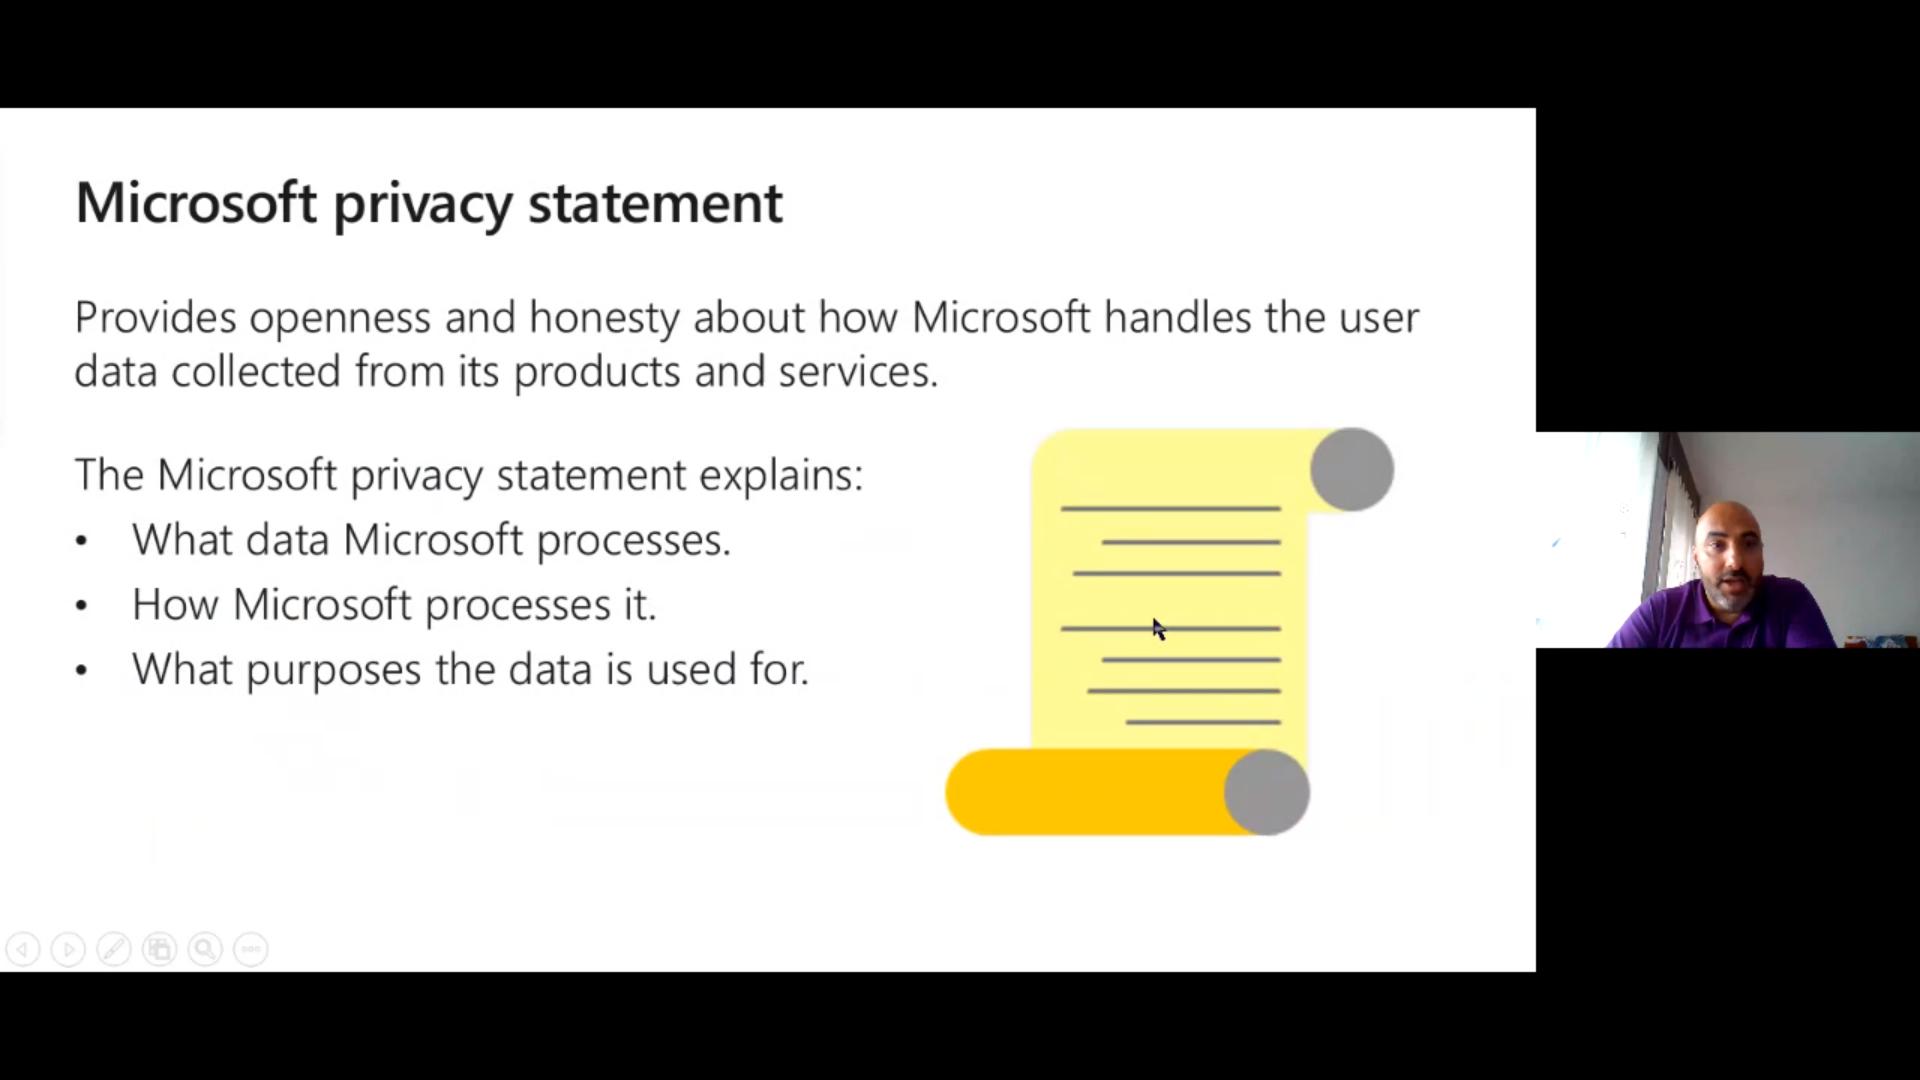 Microsoft privacy statement
Provides openness and honesty about how Microsoft handles the user
data collected from its products and services.
The Microsoft privacy statement explains:
• What data Microsoft processes.
• How Microsoft processes it.
• What purposes the data is used for.